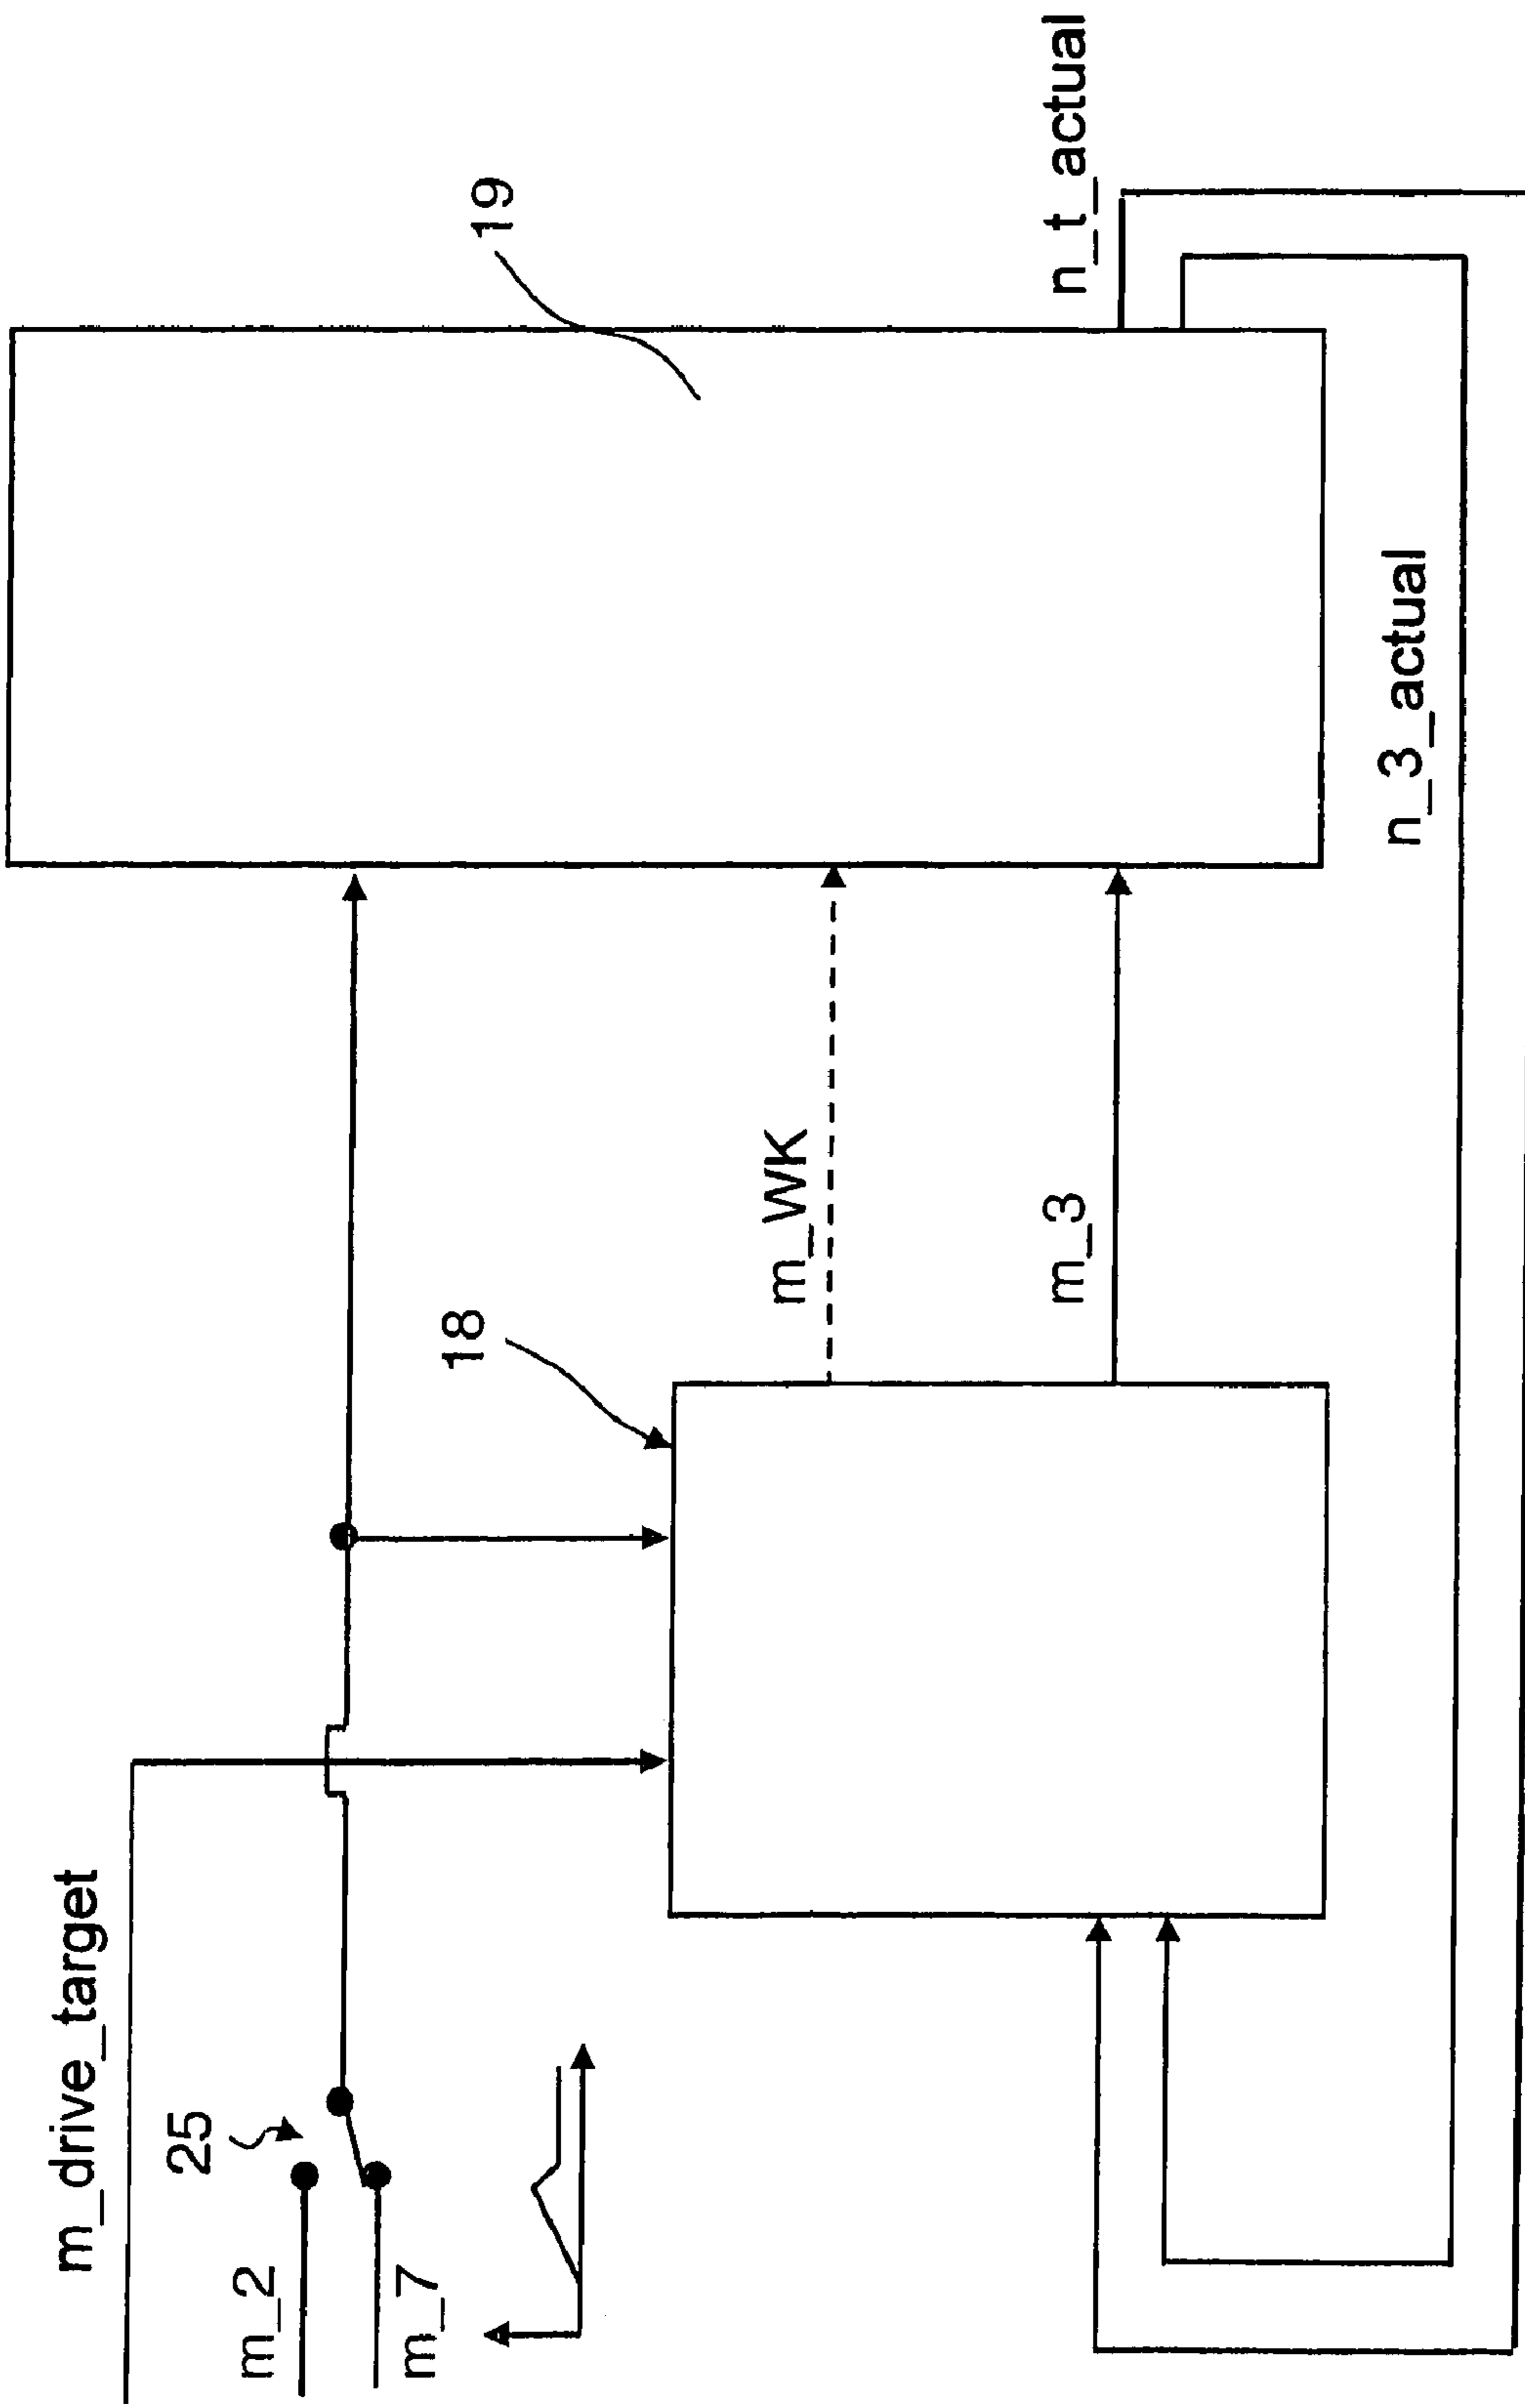 m_drive_target
25
m_2
m_7
18
19
m_WK
m_3
n_t_actual
n_3_actual